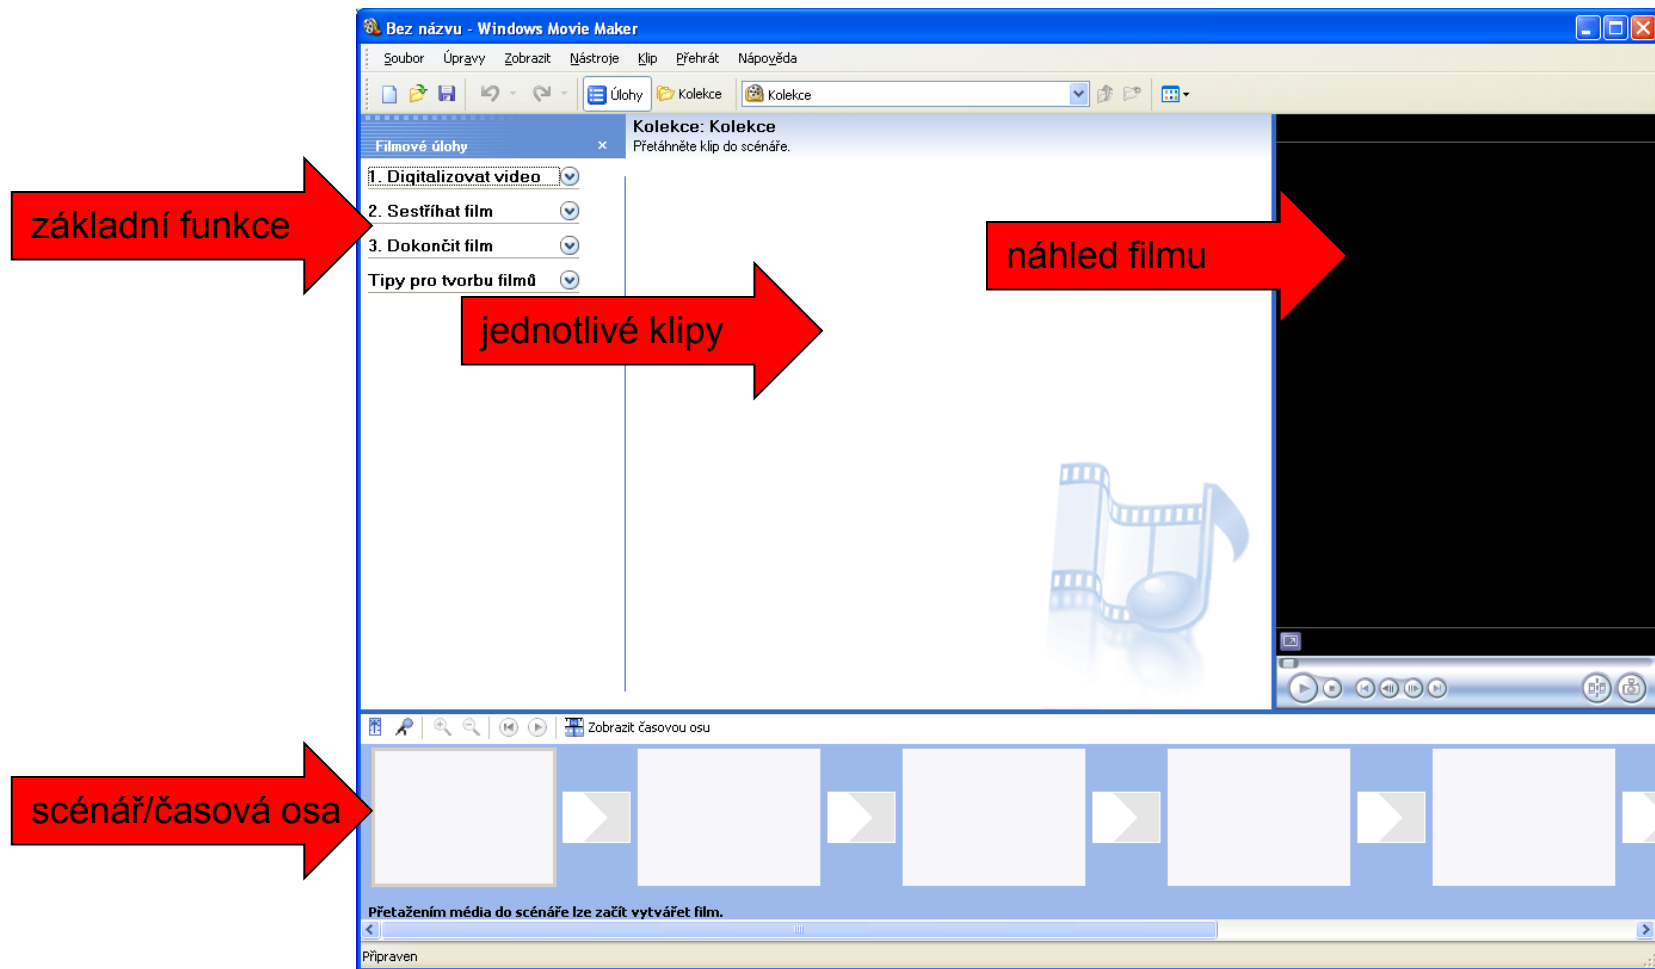 Bez názvu - Windows Movie Maker
Soubor Úpravy Zobrazit Nástroje Klip Přehrát Nápověda
Úlohy Kolekce Kolekce
Filmové úlohy
Kolekce: Kolekce
Přetáhněte klip do scénáře.
1. Digitalizovat video
2. Sestříhat film
3. Dokončit film
Tipy pro tvorbu filmů
základní funkce
náhled filmu
jednotlivé klipy
Zobrazit časovou osu
scénář/časová osa
Přetažením média do scénáře lze začít vytvářet film.
Připraven